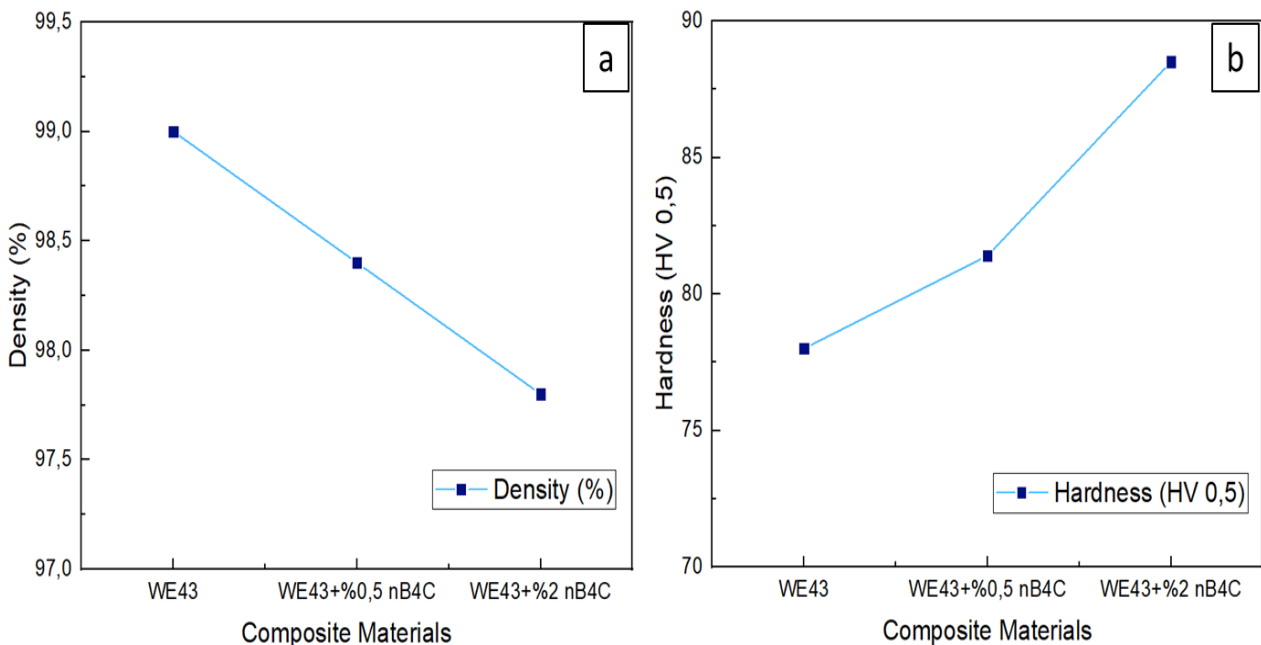 a
99,5
99,0
98,5
98,0
97,5
97,0
Density (%)
Density (%)
WE43 WE43+%0,5 nB4C WE43+%2 nB4C
Composite Materials
b
90
85
80
75
70
Hardness (HV 0,5)
Hardness (HV 0,5)
WE43 WE43+%0,5 nB4C WE43+%2 nB4C
Composite Materials